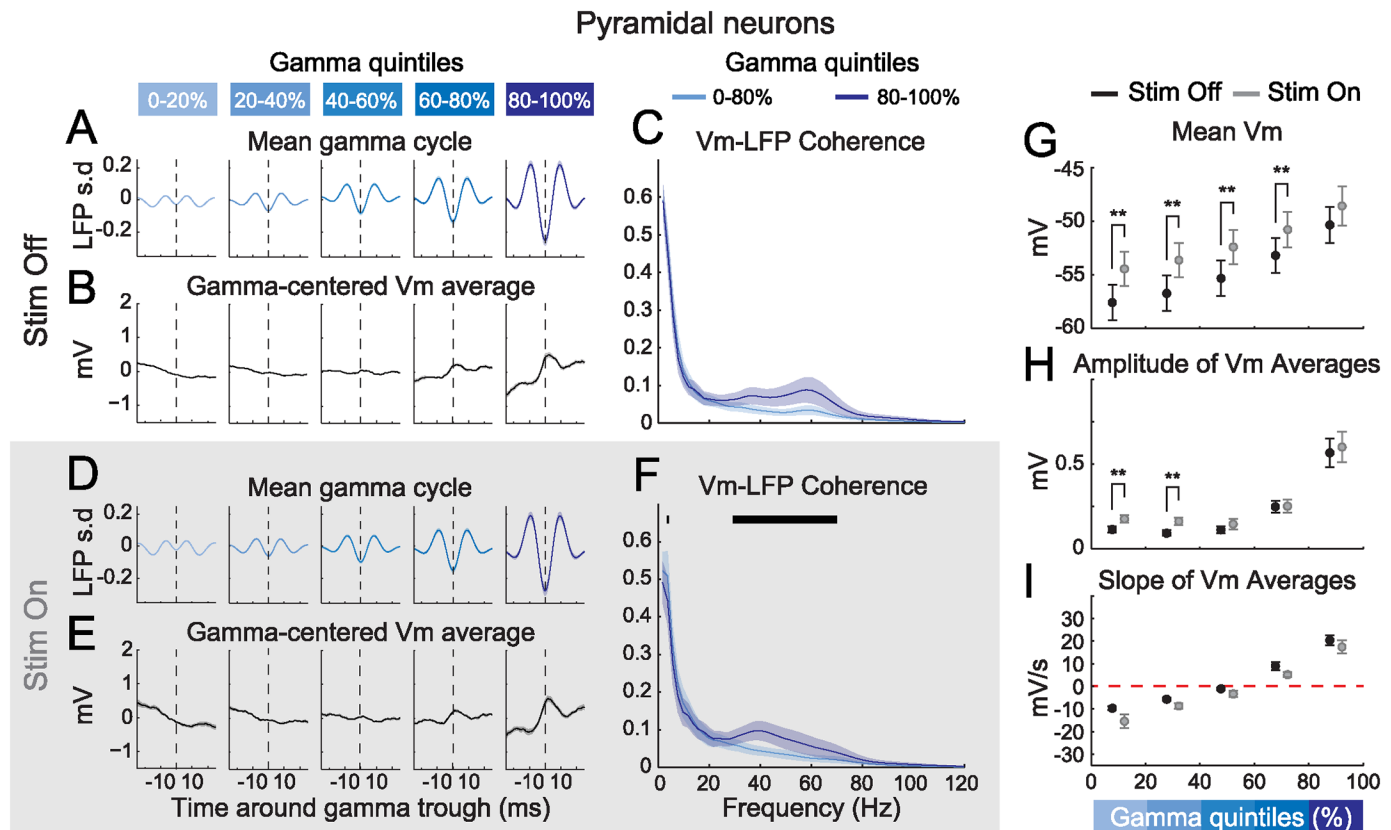 Pyramidal neurons
Gamma quintiles
0-20% 20-40% 40-60% 60-80% 80-100%
Gamma quintiles
0-80% 80-100%
Stim Off Stim On
Stim Off
A
Mean gamma cycle
LFP s.d
0.2
0
-0.2
B
Gamma-centered Vm average
mV
2
1
0
−1
C
Vm-LFP Coherence
0.6
0.5
0.4
0.3
0.2
0.1
0
Stim On
D
Mean gamma cycle
LFP s.d
0.2
0
-0.2
E
Gamma-centered Vm average
mV
2
1
0
−1
-10 10 -10 10 -10 10 -10 10 -10 10
Time around gamma trough (ms)
F
Vm-LFP Coherence
0.6
0.5
0.4
0.3
0.2
0.1
0
0 20 40 60 80 100 120
Frequency (Hz)
G
Mean Vm
mV
-45
-50
-55
-60
** ** ** **
H
Amplitude of Vm Averages
mV
0.5
0
** **
I
Slope of Vm Averages
mV/s
30
20
10
0
-10
-20
-30
0 20 40 60 80 100
Gamma quintiles (%)